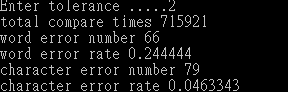 Enter tolerance .....2
total compare times 715921
word error number 66
word error rate 0.244444
character error number 79
character error rate 0.0463343